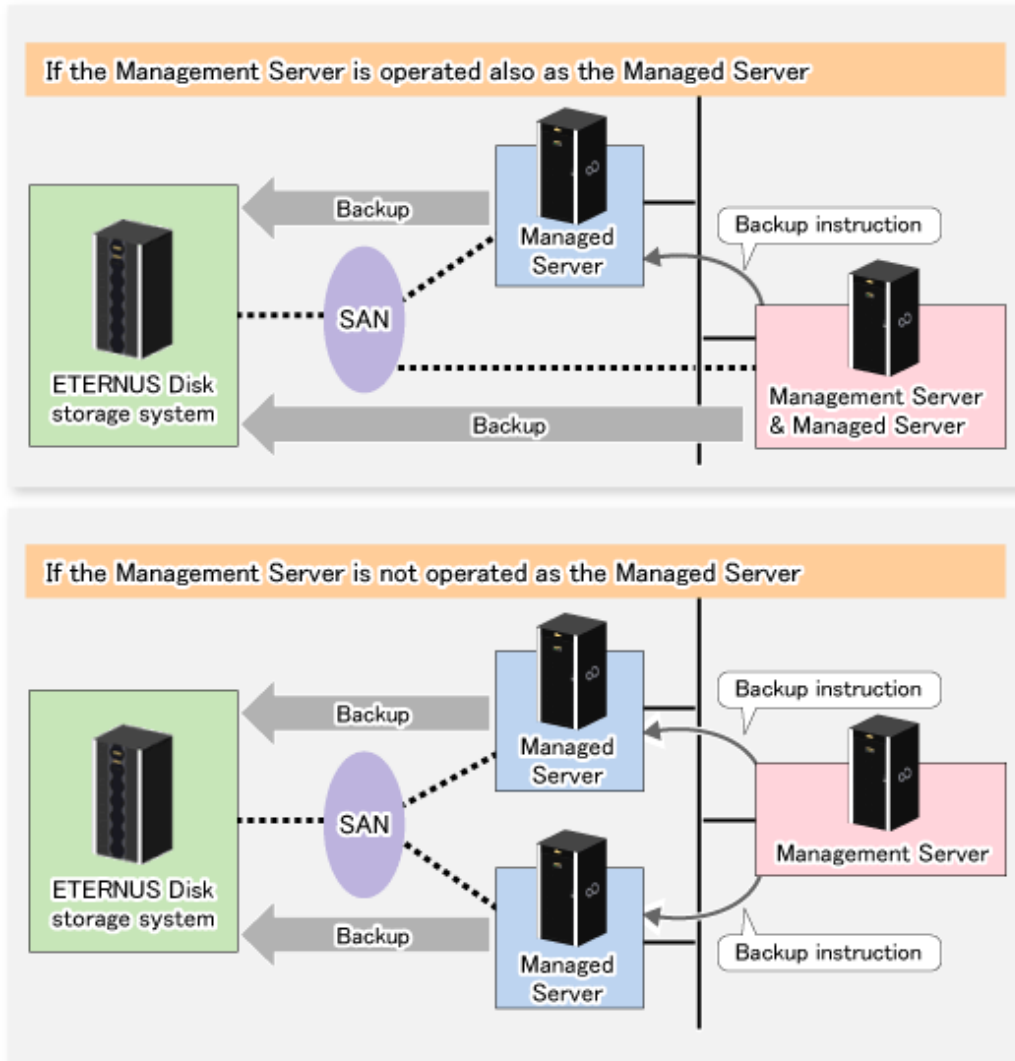 If the Management Server is operated also as the Managed Server
Backup
Managed
Server
Backup instruction
SAN
ETERNUS Disk
storage system
Management Server
& Managed Server
Backup
If the Management Server is not operated as the Managed Server
Backup
Managed
Server
Backup instruction
SAN
Management Server
ETERNUS Disk
storage system
Backup
Managed
Server
Backup instruction